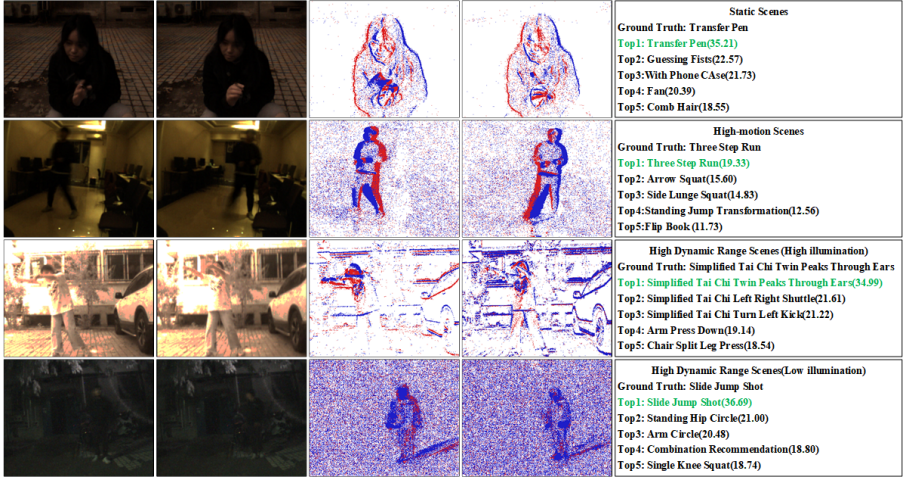 Static Scenes
Ground Truth: Transfer Pen
Top1: Transfer Pen(35.21)
Top2: Guessing Fists(22.57)
Top3:With Phone CAse(21.73)
Top4: Fan(20.39)
Top5: Comb Hair(18.55)
High-motion Scenes
Ground Truth: Three Step Run
Top1: Three Step Run(19.33)
Top2: Arrow Squat(15.60)
Top3: Side Lunge Squat(14.83)
Top4:Standing Jump Transformation(12.56)
Top5:Flip Book (11.73)
High Dynamic Range Scenes (High illumination)
Ground Truth: Simplified Tai Chi Twin Peaks Through Ears
Top1: Simplified Tai Chi Twin Peaks Through Ears(34.99)
Top2: Simplified Tai Chi Left Right Shuttle(21.61)
Top3: Simplified Tai Chi Turn Left Kick(21.22)
Top4: Arm Press Down(19.14)
Top5: Chair Split Leg Press(18.54)
High Dynamic Range Scenes(Low illumination)
Ground Truth: Slide Jump Shot
Top1: Slide Jump Shot(36.69)
Top2: Standing Hip Circle(21.00)
Top3: Arm Circle(20.48)
Top4: Combination Recommendation(18.80)
Top5: Single Knee Squat(18.74)